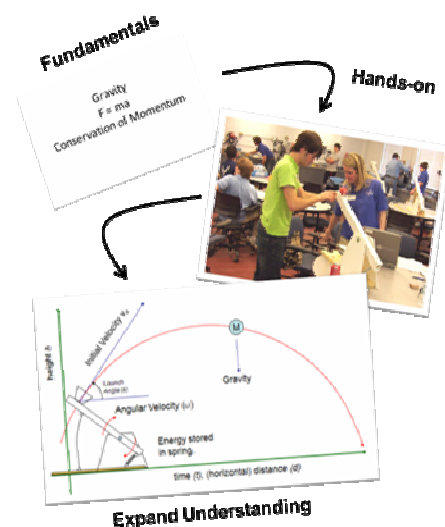 Fundamentals
Gravity
F = ma
Conservation of Momentum
Hands-on
Initial Velocity v₀
height h
M
Launch
Angle (θ)
Gravity
Angular Velocity (ω)
Energy stored
in spring.
time (t), (horizontal) distance (d)
Expand Understanding